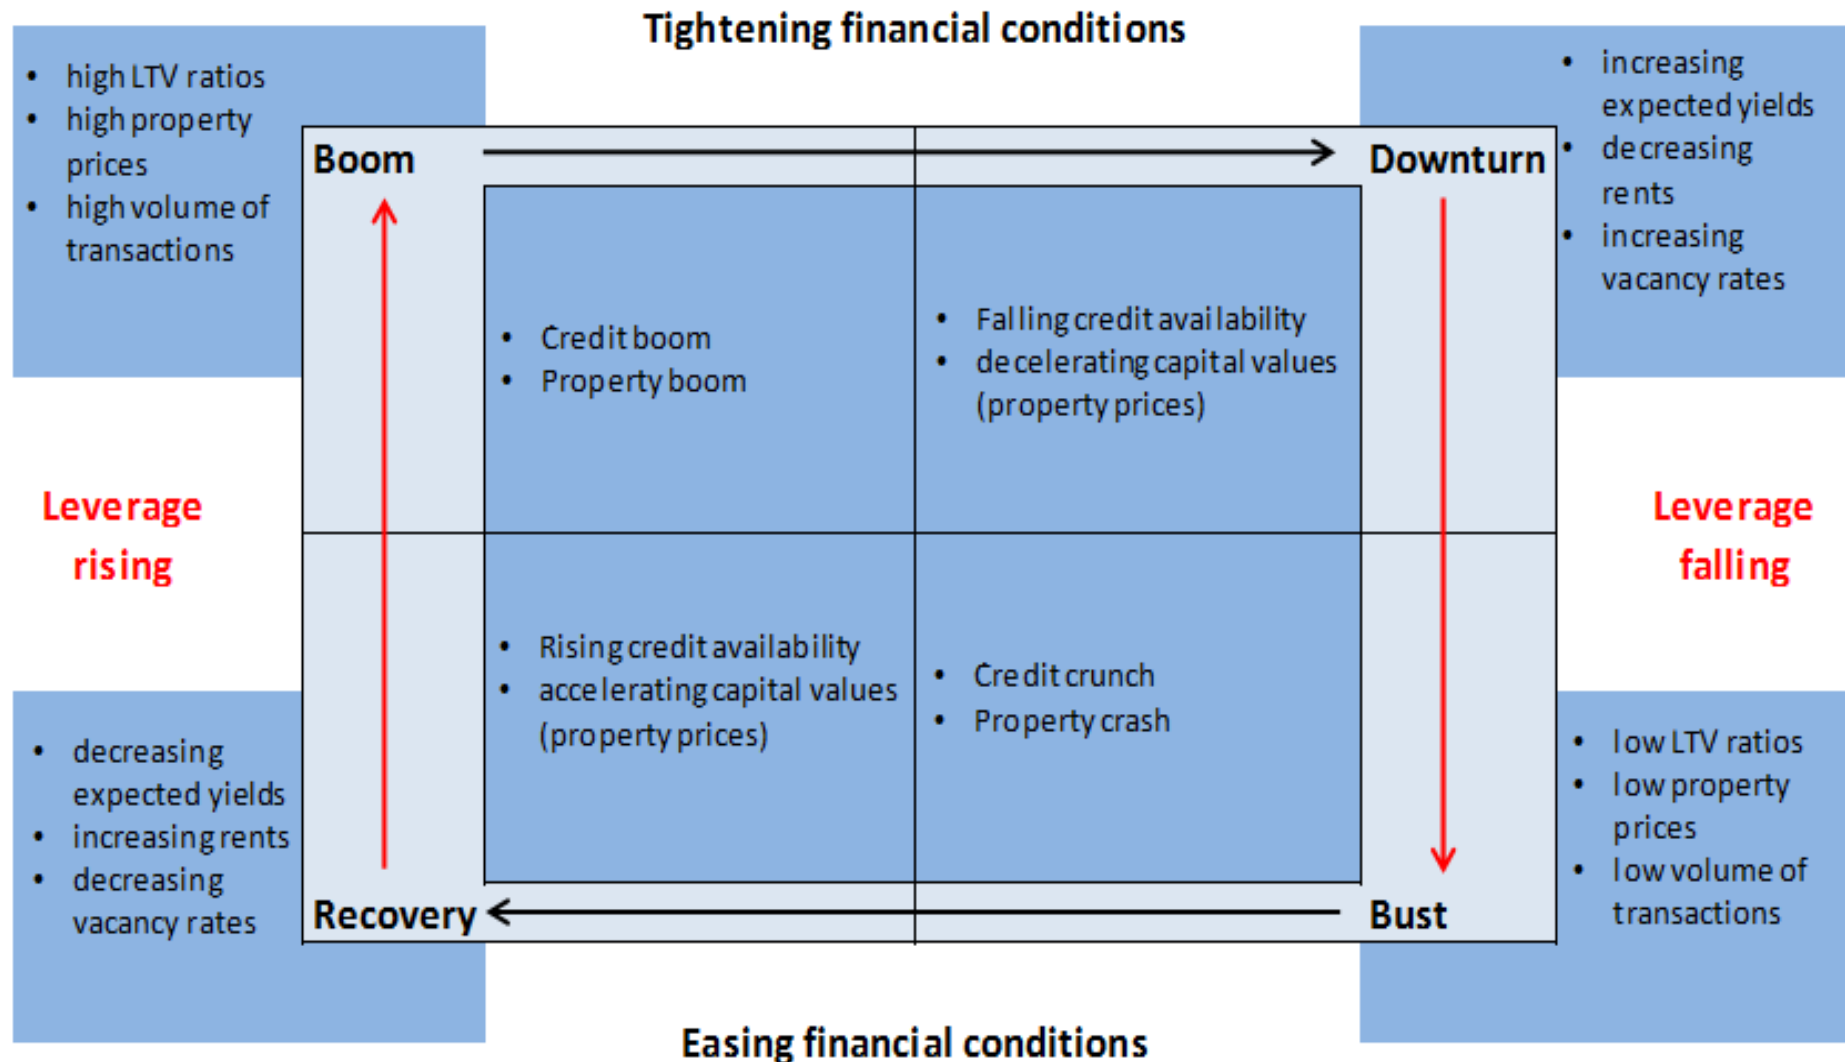 Tightening financial conditions
• high LTV ratios
• high property
prices
• high volume of
transactions
• increasing
expected yields
• decreasing
rents
• increasing
vacancy rates
Boom
Downturn
• Credit boom
• Property boom
• Falling credit availability
• decelerating capital values
(property prices)
Leverage
rising
Leverage
falling
• Rising credit availability
• accelerating capital values
(property prices)
• Credit crunch
• Property crash
• decreasing
expected yields
• increasing rents
• decreasing
vacancy rates
• low LTV ratios
• low property
prices
• low volume of
transactions
Recovery
Bust
Easing financial conditions